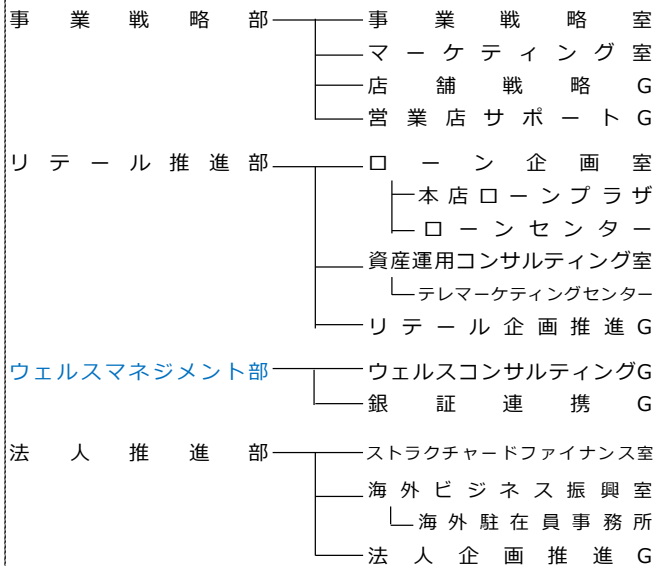 事業戦略部 事業戦略室
マーケティング室
店舗戦略G
営業店サポートG
リテール推進部 ローン企画室
本店ローンプラザ
ローンセンター
資産運用コンサルティング室
テレマーケティングセンター
リテール企画推進G
ウェルスマネジメント部 ウェルスコンサルティングG
銀証連携G
法人推進部 ストラクチャードファイナンス室
海外ビジネス振興室
海外駐在員事務所
法人企画推進G